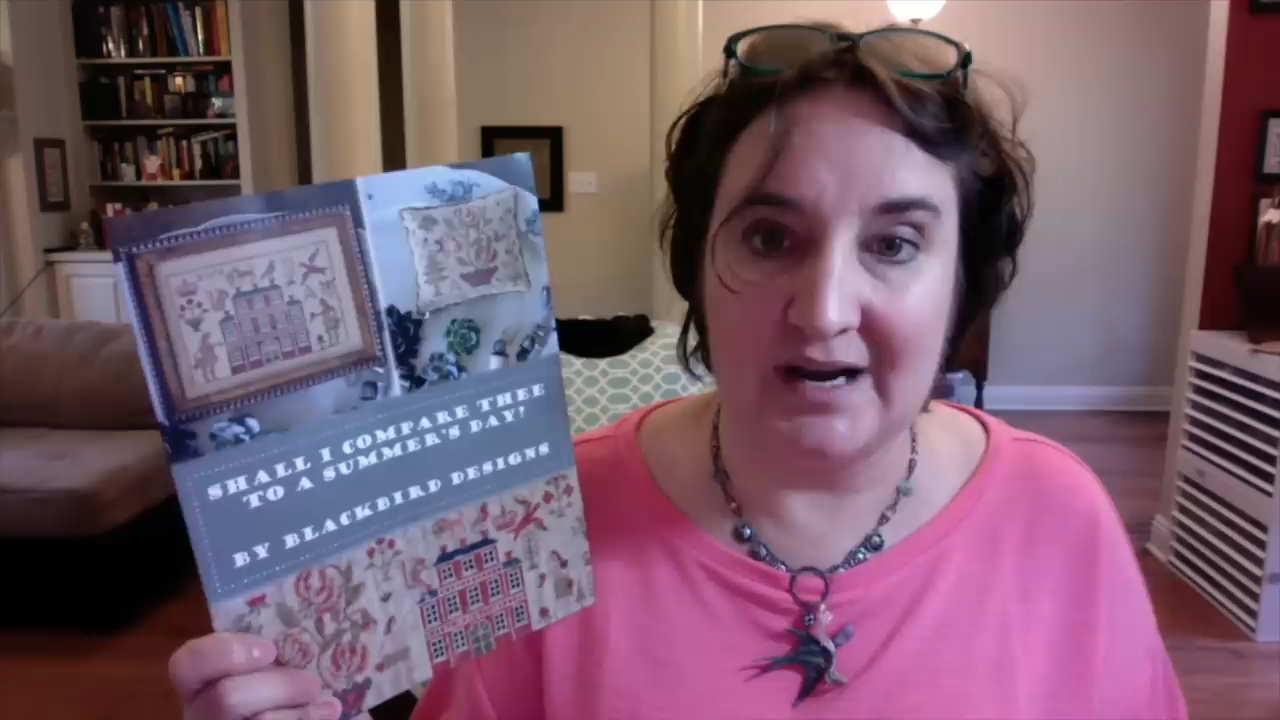 SHALL I COMPARE THEE
TO A SUMMER'S DAY?
BY BLACKBIRD DESIGNS